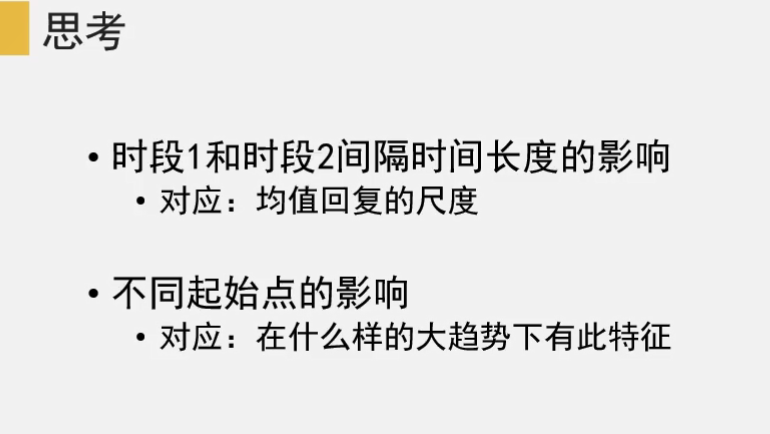 思考
• 时段1和时段2间隔时间长度的影响
• 对应：均值回复的尺度
• 不同起始点的影响
• 对应：在什么样的大趋势下有此特征